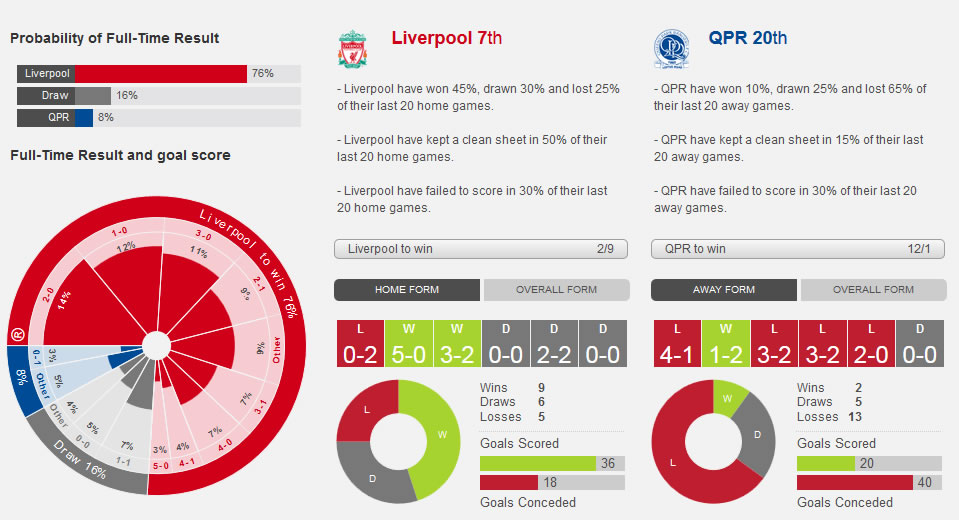 Probability of Full-Time Result
Liverpool 76%
Draw 16%
QPR 8%
Full-Time Result and goal score
Liverpool to win 76%
1-0
12%
3-0
11%
2-1
9%
Other
9%
3-1
7%
4-0
7%
4-1
4%
5-0
3%
Draw 16%
1-1
7%
0-0
5%
Other
4%
8%
Other
5%
0-1
3%
2-0
14%
®
Liverpool 7th
- Liverpool have won 45%, drawn 30% and lost 25%
of their last 20 home games.
- Liverpool have kept a clean sheet in 50% of their
last 20 home games.
- Liverpool have failed to score in 30% of their last
20 home games.
Liverpool to win 2/9
HOME FORM OVERALL FORM
L W W D D D
0-2 5-0 3-2 0-0 2-2 0-0
L
W
D
Wins 9
Draws 6
Losses 5
Goals Scored
36
18
Goals Conceded
QPR 20th
- QPR have won 10%, drawn 25% and lost 65% of
their last 20 away games.
- QPR have kept a clean sheet in 15% of their last
20 away games.
- QPR have failed to score in 30% of their last 20
away games.
QPR to win 12/1
AWAY FORM OVERALL FORM
L W L L L D
4-1 1-2 3-2 3-2 2-0 0-0
W
D
L
Wins 2
Draws 5
Losses 13
Goals Scored
20
40
Goals Conceded